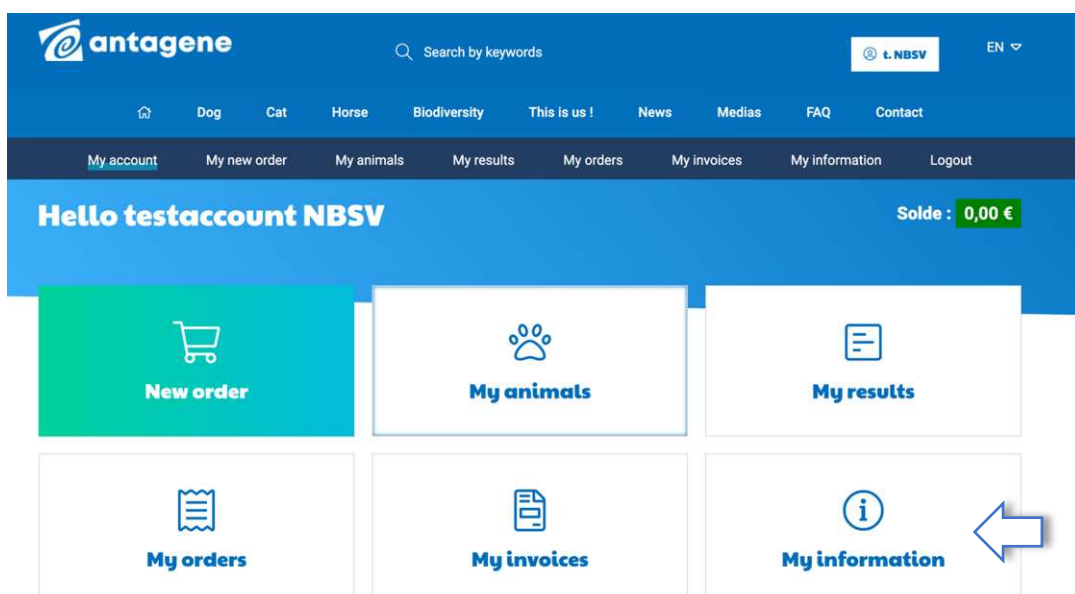 antagene
Search by keywords
t. NBSV
EN
Dog Cat Horse Biodiversity This is us ! News Medias FAQ Contact
My account My new order My animals My results My orders My invoices My information Logout
Hello testaccount NBSV
Solde : 0,00 €
New order
My animals
My results
My orders
My invoices
My information